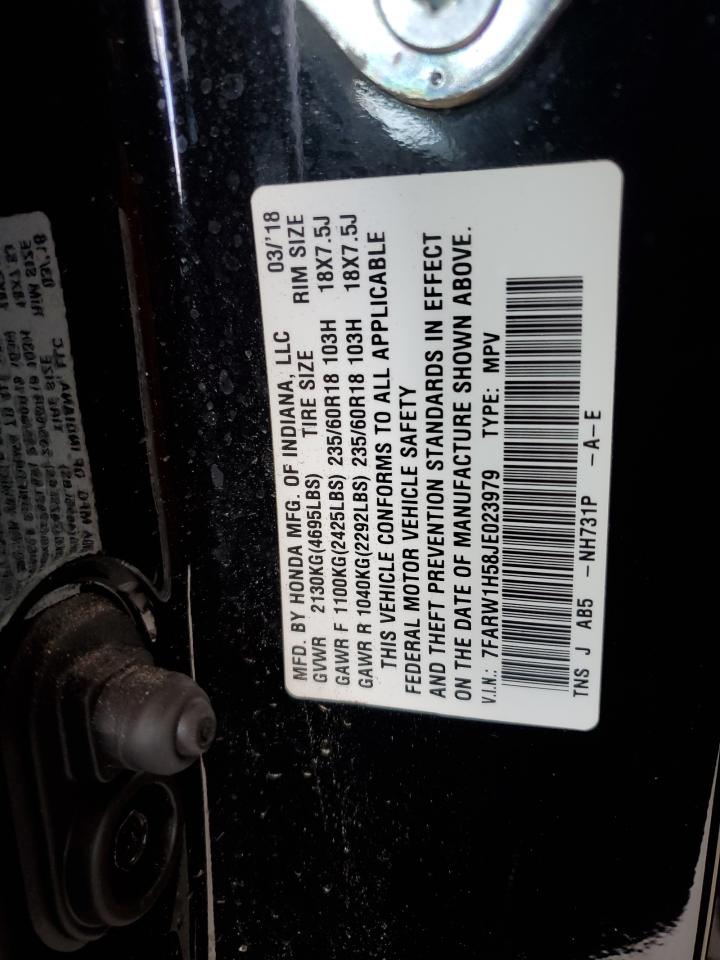 MFD. BY HONDA MFG. OF INDIANA, LLC 03/'18
GVWR 2130KG(4695LBS) TIRE SIZE RIM SIZE
GAWR F 1100KG(2425LBS) 235/60R18 103H 18X7.5J
GAWR R 1040KG(2292LBS) 235/60R18 103H 18X7.5J
THIS VEHICLE CONFORMS TO ALL APPLICABLE
FEDERAL MOTOR VEHICLE SAFETY
AND THEFT PREVENTION STANDARDS IN EFFECT
ON THE DATE OF MANUFACTURE SHOWN ABOVE.
V.I.N.: 7FARW1H58JE023979 TYPE: MPV
TNS J AB5 -NH731P -A-E